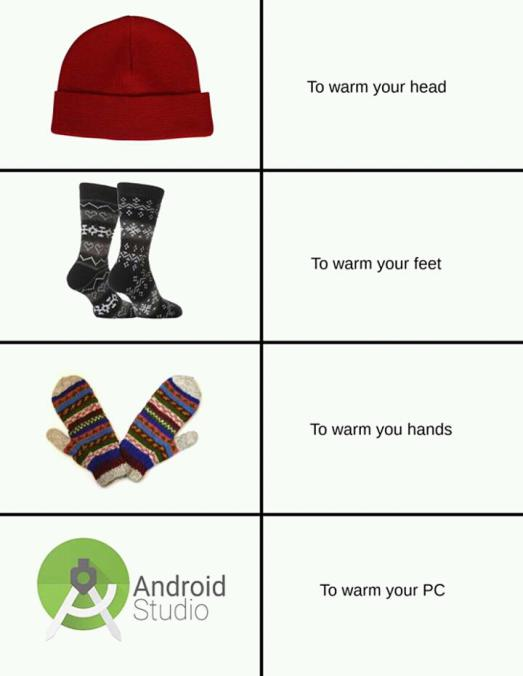 To warm your head
To warm your feet
To warm you hands
Android
Studio
To warm your PC